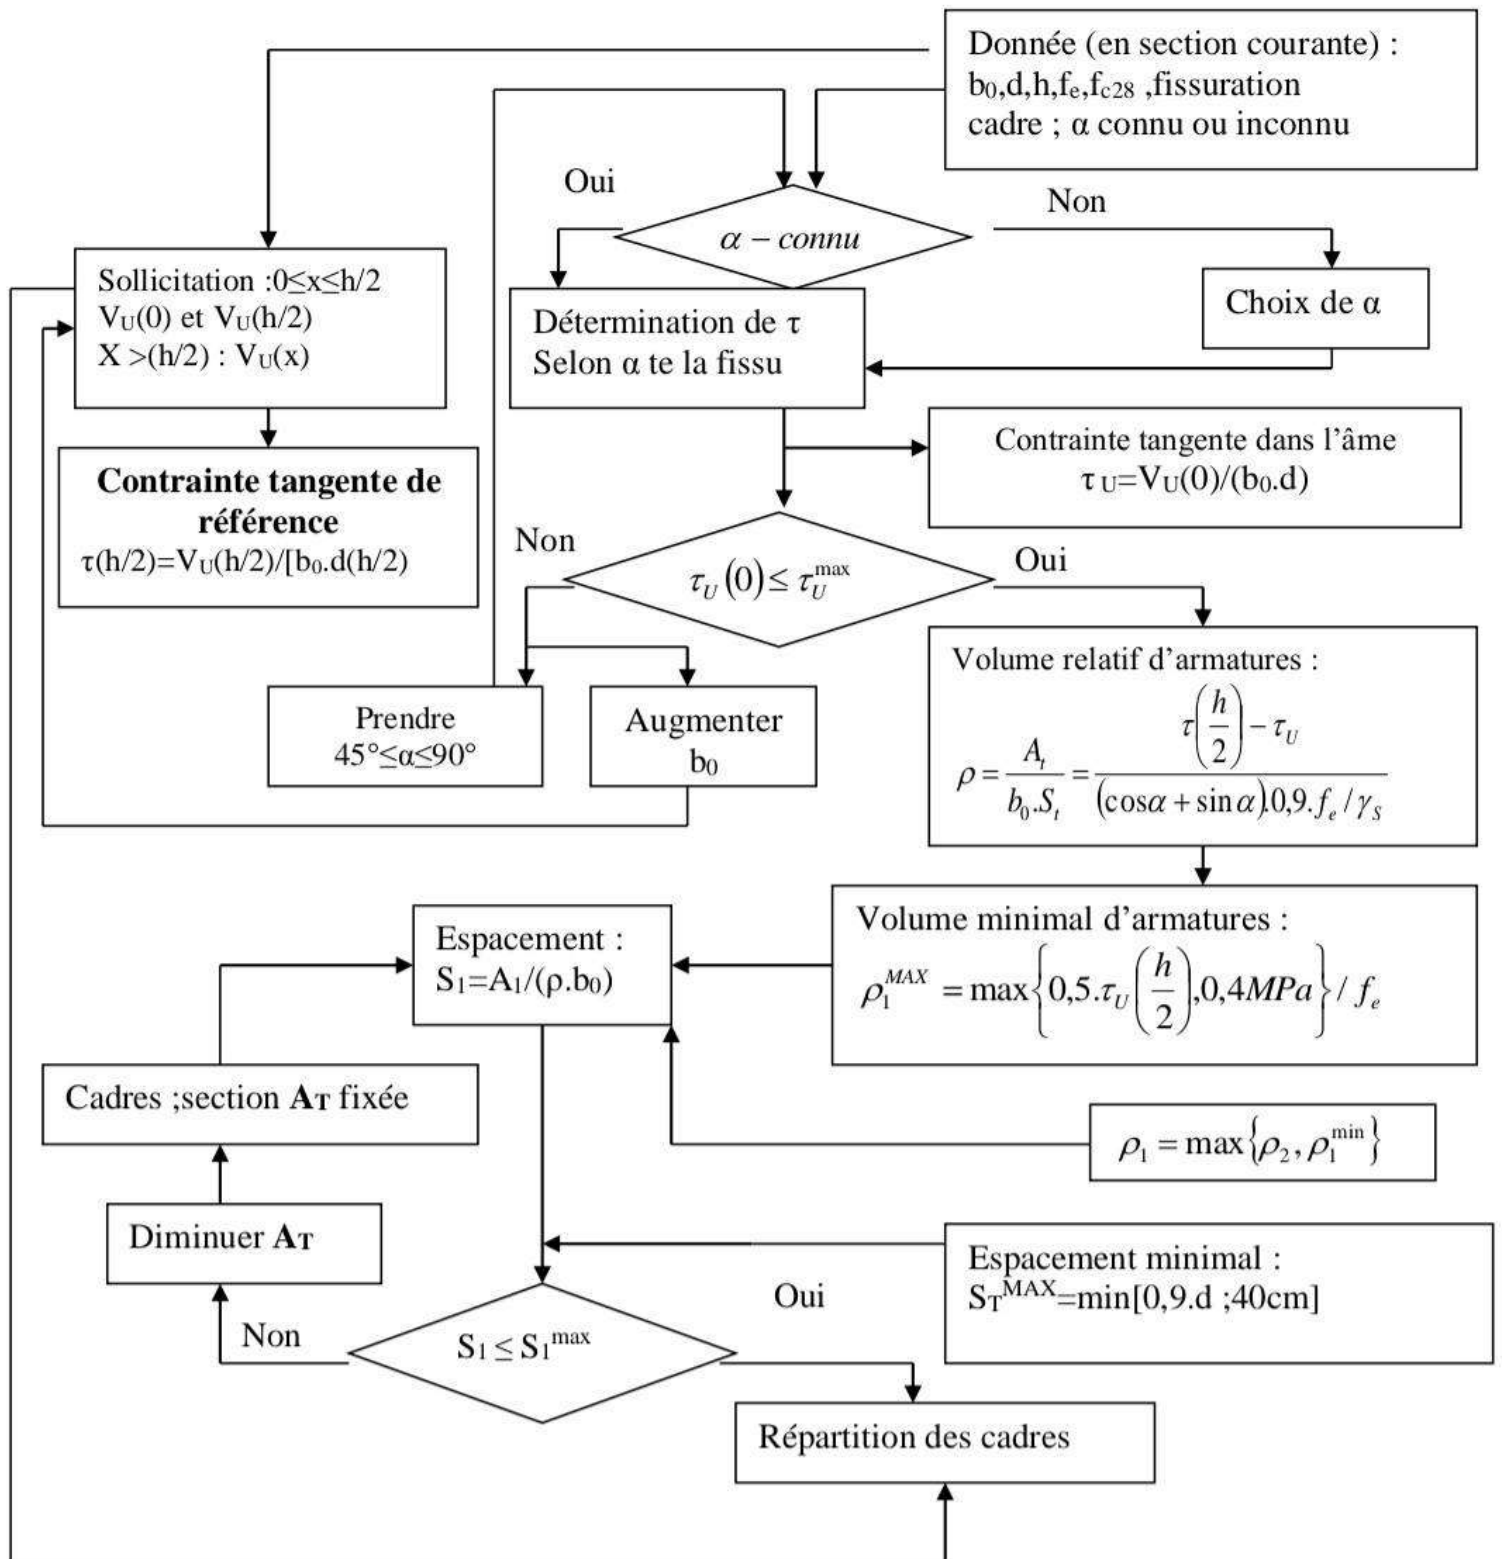 Donnée (en section courante) :
b₀,d,h,fₑ,f_c28 ,fissuration
cadre ; α connu ou inconnu
Oui
Non
α – connu
Sollicitation :0≤x≤h/2
V_U(0) et V_U(h/2)
X >(h/2) : V_U(x)
Détermination de τ
Selon α te la fissu
Choix de α
Contrainte tangente de
référence
τ(h/2)=V_U(h/2)/[b₀.d(h/2)
Contrainte tangente dans l’âme
τ_U=V_U(0)/(b₀.d)
Non
Oui
τ_U(0)≤ τ_U^max
Prendre
45°≤α≤90°
Augmenter
b₀
Volume relatif d’armatures :
ρ = A_t / b₀.S_t = (τ(h/2) – τ_U) / ((cosα + sin α).0,9.f_e / γ_S)
Volume minimal d’armatures :
ρ₁^MAX = max{0,5.τ_U(h/2),0,4MPa}/ f_e
Espacement :
S₁=A₁/(ρ.b₀)
Cadres ;section A_T fixée
ρ₁ = max{ρ₂, ρ₁^min}
Diminuer A_T
Espacement minimal :
S_T^MAX=min[0,9.d ;40cm]
Non
Oui
S₁ ≤ S₁^max
Répartition des cadres